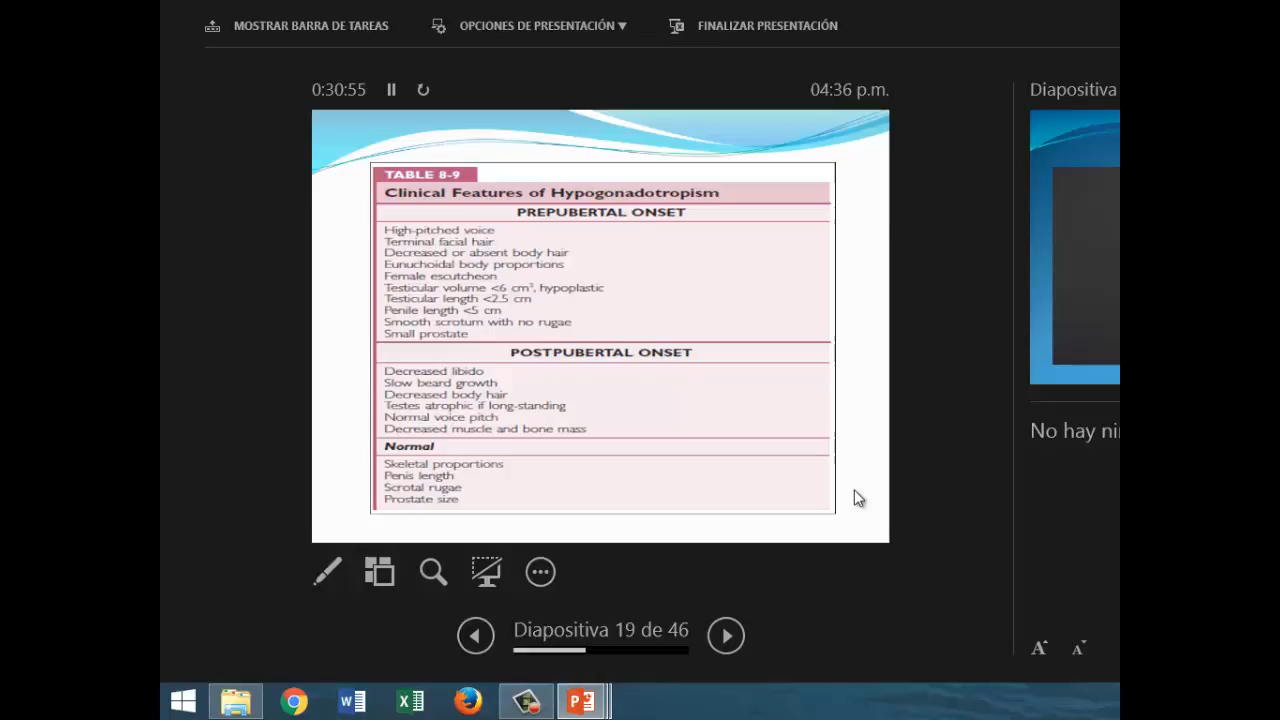 MOSTRAR BARRA DE TAREAS
OPCIONES DE PRESENTACIÓN
FINALIZAR PRESENTACIÓN
0:30:55
04:36 p.m.
Diapositiva
TABLE 8-9
Clinical Features of Hypogonadotropism
PREPUBERTAL ONSET
High-pitched voice
Terminal facial hair
Decreased or absent body hair
Eunuchoidal body proportions
Female escutcheon
Testicular volume <6 cm³, hypoplastic
Testicular length <2.5 cm
Penile length <5 cm
Smooth scrotum with no rugae
Small prostate
POSTPUBERTAL ONSET
Decreased libido
Slow beard growth
Decreased body hair
Testes atrophic if long-standing
Normal voice pitch
Decreased muscle and bone mass
Normal
Skeletal proportions
Penis length
Scrotal rugae
Prostate size
No hay ni
Diapositiva 19 de 46
A A